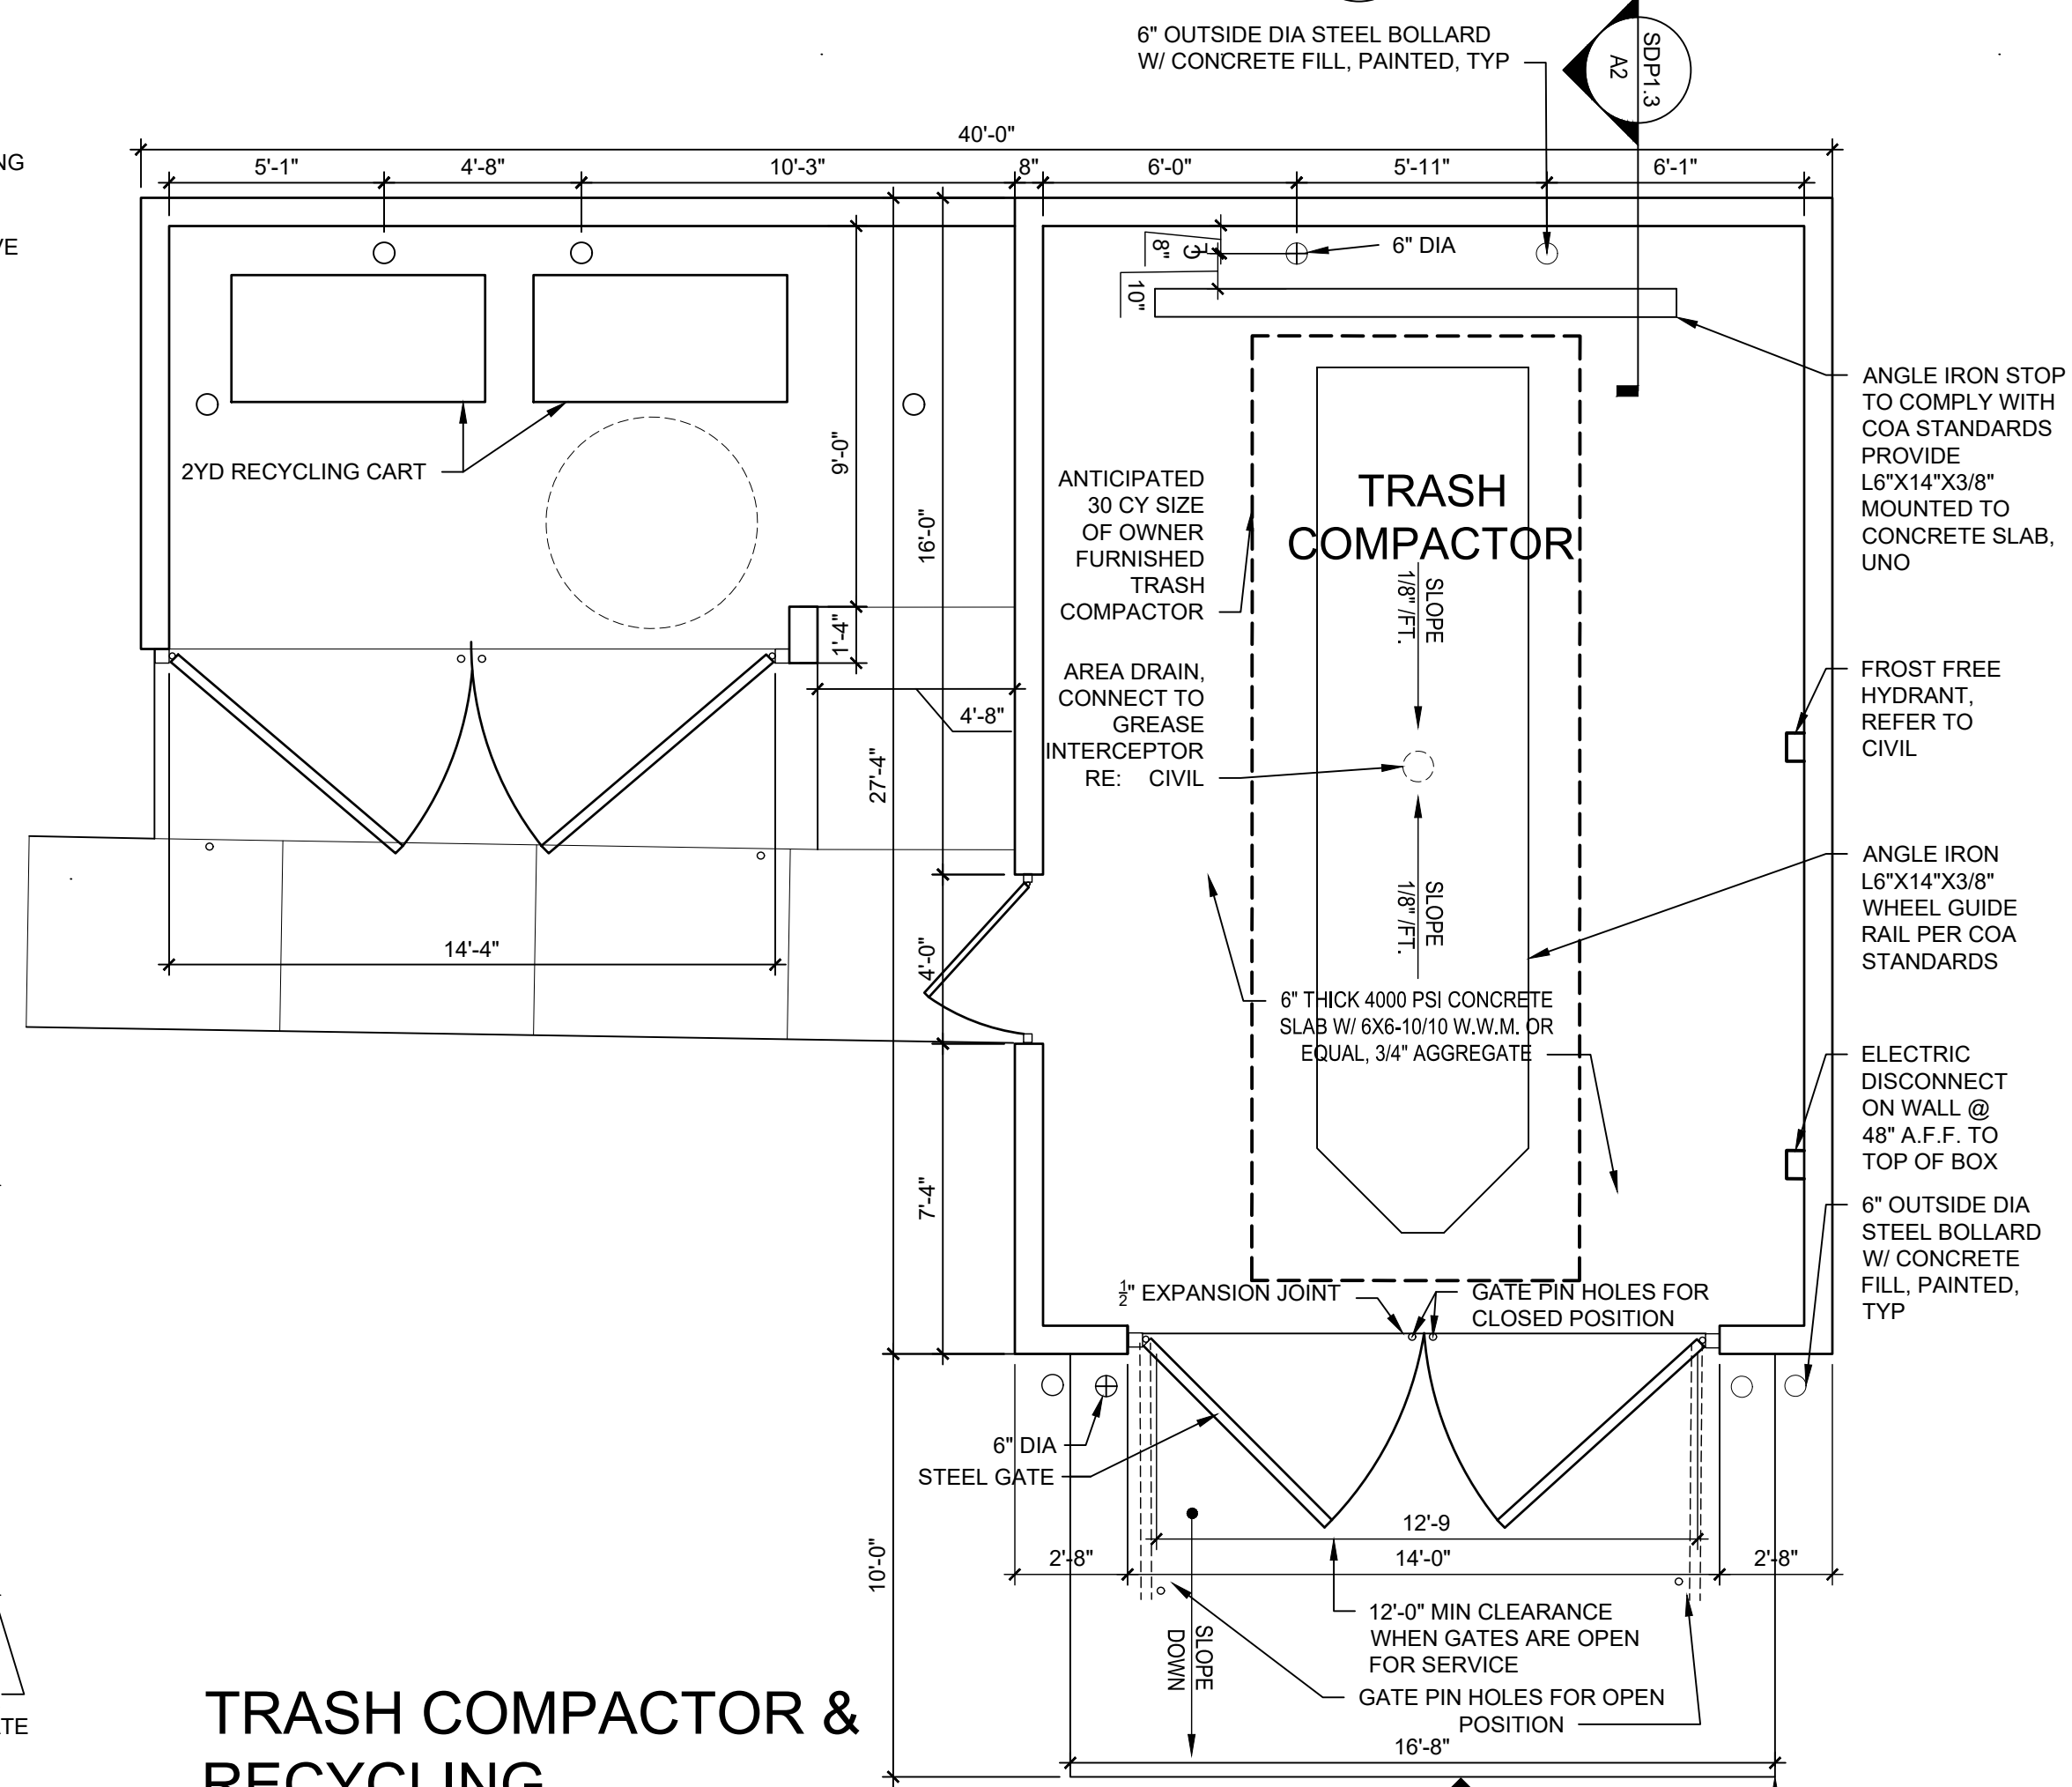 6" OUTSIDE DIA STEEL BOLLARD
W/ CONCRETE FILL, PAINTED, TYP
SDP1.3
A2
40'-0"
NG
5'-1"
4'-8"
10'-3"
8"
6'-0"
5'-11"
6'-1"
VE
8"
6" DIA
10"
ANGLE IRON STOP
TO COMPLY WITH
COA STANDARDS
PROVIDE
L6"X14"X3/8"
MOUNTED TO
CONCRETE SLAB,
UNO
2YD RECYCLING CART
9'-0"
16'-0"
ANTICIPATED
30 CY SIZE
OF OWNER
FURNISHED
TRASH
COMPACTOR
TRASH
COMPACTOR
SLOPE
1/8" /FT.
1'-4"
4'-8"
27'-4"
AREA DRAIN,
CONNECT TO
GREASE
INTERCEPTOR
RE: CIVIL
FROST FREE
HYDRANT,
REFER TO
CIVIL
SLOPE
1/8" /FT.
ANGLE IRON
L6"X14"X3/8"
WHEEL GUIDE
RAIL PER COA
STANDARDS
14'-4"
4'-0"
6" THICK 4000 PSI CONCRETE
SLAB W/ 6X6-10/10 W.W.M. OR
EQUAL, 3/4" AGGREGATE
ELECTRIC
DISCONNECT
ON WALL @
48" A.F.F. TO
TOP OF BOX
7'-4"
6" OUTSIDE DIA
STEEL BOLLARD
W/ CONCRETE
FILL, PAINTED,
TYP
½" EXPANSION JOINT
GATE PIN HOLES FOR
CLOSED POSITION
6" DIA
STEEL GATE
12'-9
10'-0"
2'-8"
14'-0"
2'-8"
12'-0" MIN CLEARANCE
WHEN GATES ARE OPEN
FOR SERVICE
SLOPE
DOWN
GATE PIN HOLES FOR OPEN
POSITION
16'-8"
TE
TRASH COMPACTOR &
RECYCLING